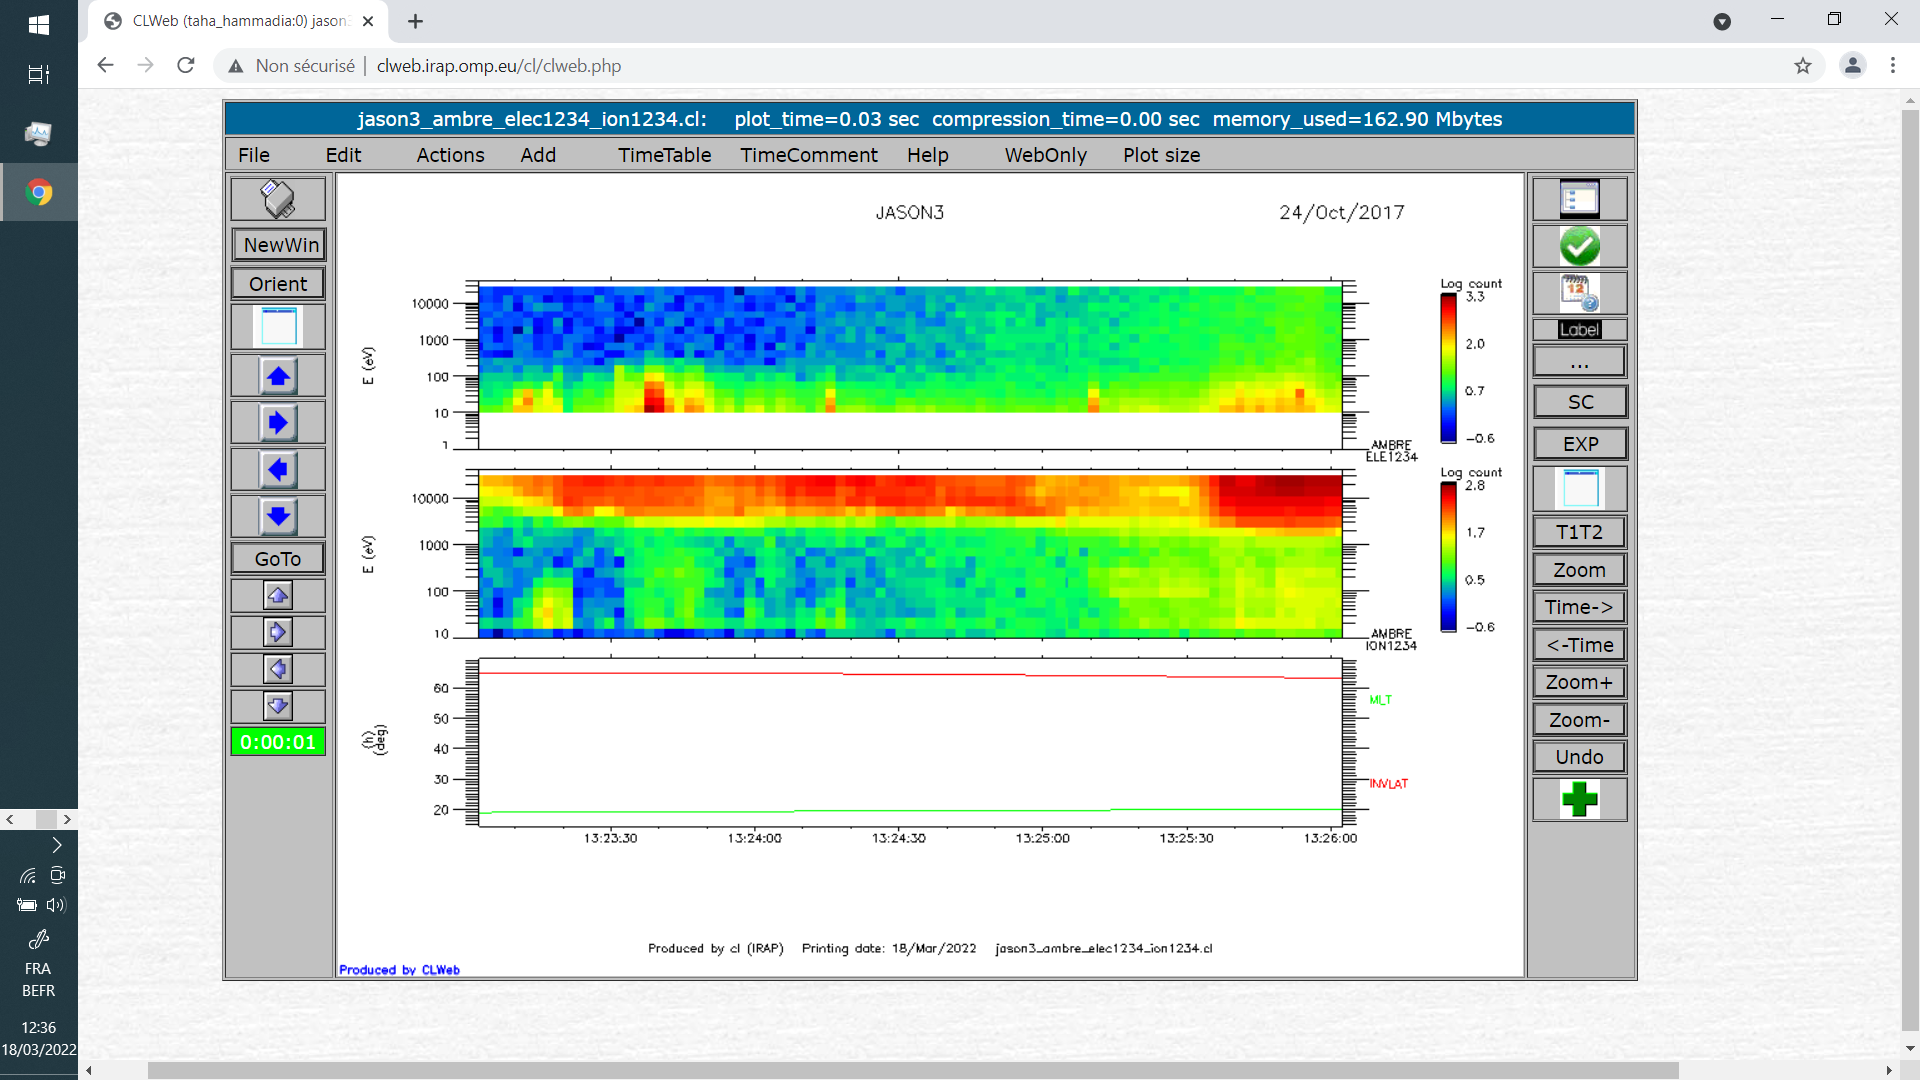 CLWeb (taha_hammadia:0) jason3
Non sécurisé | clweb.irap.omp.eu/cl/clweb.php
jason3_ambre_elec1234_ion1234.cl: plot_time=0.03 sec compression_time=0.00 sec memory_used=162.90 Mbytes
File Edit Actions Add TimeTable TimeComment Help WebOnly Plot size
NewWin
Orient
GoTo
0:00:01
JASON3 24/Oct/2017
E (eV)
10000
1000
100
10
1
AMBRE
ELE1234
Log count
3.3
2.0
0.7
-0.6
E (eV)
10000
1000
100
10
AMBRE
ION1234
Log count
2.8
1.7
0.5
-0.6
(h)
(deg)
60
50
40
30
20
MLT
INVLAT
13:23:30 13:24:00 13:24:30 13:25:00 13:25:30 13:26:00
Produced by cl (IRAP) Printing date: 18/Mar/2022 jason3_ambre_elec1234_ion1234.cl
Produced by CLWeb
12
Label
...
SC
EXP
T1T2
Zoom
Time->
<-Time
Zoom+
Zoom-
Undo
FRA
BEFR
12:36
18/03/2022